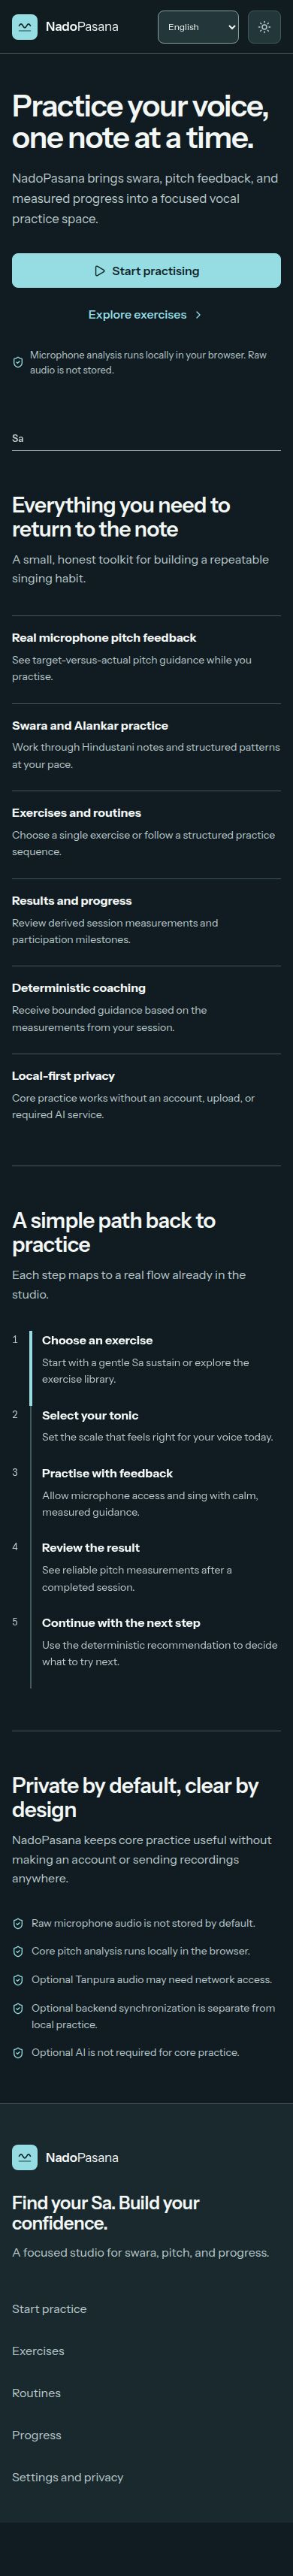 NadoPasana
English
Practice your voice,
one note at a time.
NadoPasana brings swara, pitch feedback, and
measured progress into a focused vocal
practice space.
Start practising
Explore exercises
Microphone analysis runs locally in your browser. Raw
audio is not stored.
Sa
Everything you need to
return to the note
A small, honest toolkit for building a repeatable
singing habit.
Real microphone pitch feedback
See target-versus-actual pitch guidance while you
practise.
Swara and Alankar practice
Work through Hindustani notes and structured patterns
at your pace.
Exercises and routines
Choose a single exercise or follow a structured practice
sequence.
Results and progress
Review derived session measurements and
participation milestones.
Deterministic coaching
Receive bounded guidance based on the
measurements from your session.
Local-first privacy
Core practice works without an account, upload, or
required AI service.
A simple path back to
practice
Each step maps to a real flow already in the
studio.
1 Choose an exercise
Start with a gentle Sa sustain or explore the
exercise library.
2 Select your tonic
Set the scale that feels right for your voice today.
3 Practise with feedback
Allow microphone access and sing with calm,
measured guidance.
4 Review the result
See reliable pitch measurements after a
completed session.
5 Continue with the next step
Use the deterministic recommendation to decide
what to try next.
Private by default, clear by
design
NadoPasana keeps core practice useful without
making an account or sending recordings
anywhere.
Raw microphone audio is not stored by default.
Core pitch analysis runs locally in the browser.
Optional Tanpura audio may need network access.
Optional backend synchronization is separate from
local practice.
Optional AI is not required for core practice.
NadoPasana
Find your Sa. Build your
confidence.
A focused studio for swara, pitch, and progress.
Start practice
Exercises
Routines
Progress
Settings and privacy